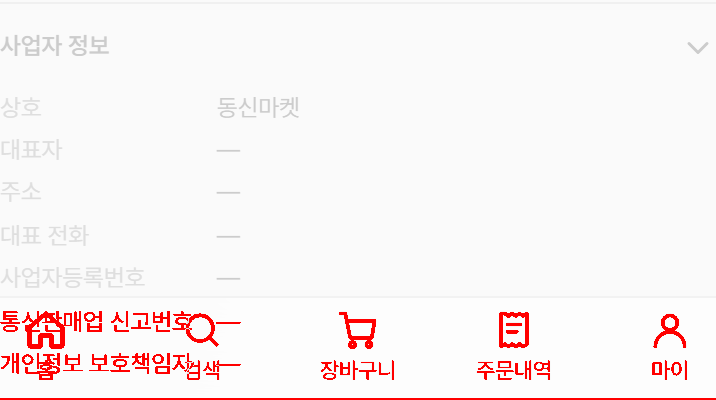 사업자 정보
상호 동신마켓
대표자 —
주소 —
대표 전화 —
사업자등록번호 —
통신판매업 신고번호 —
개인정보 보호책임자 —
홈 검색 장바구니 주문내역 마이